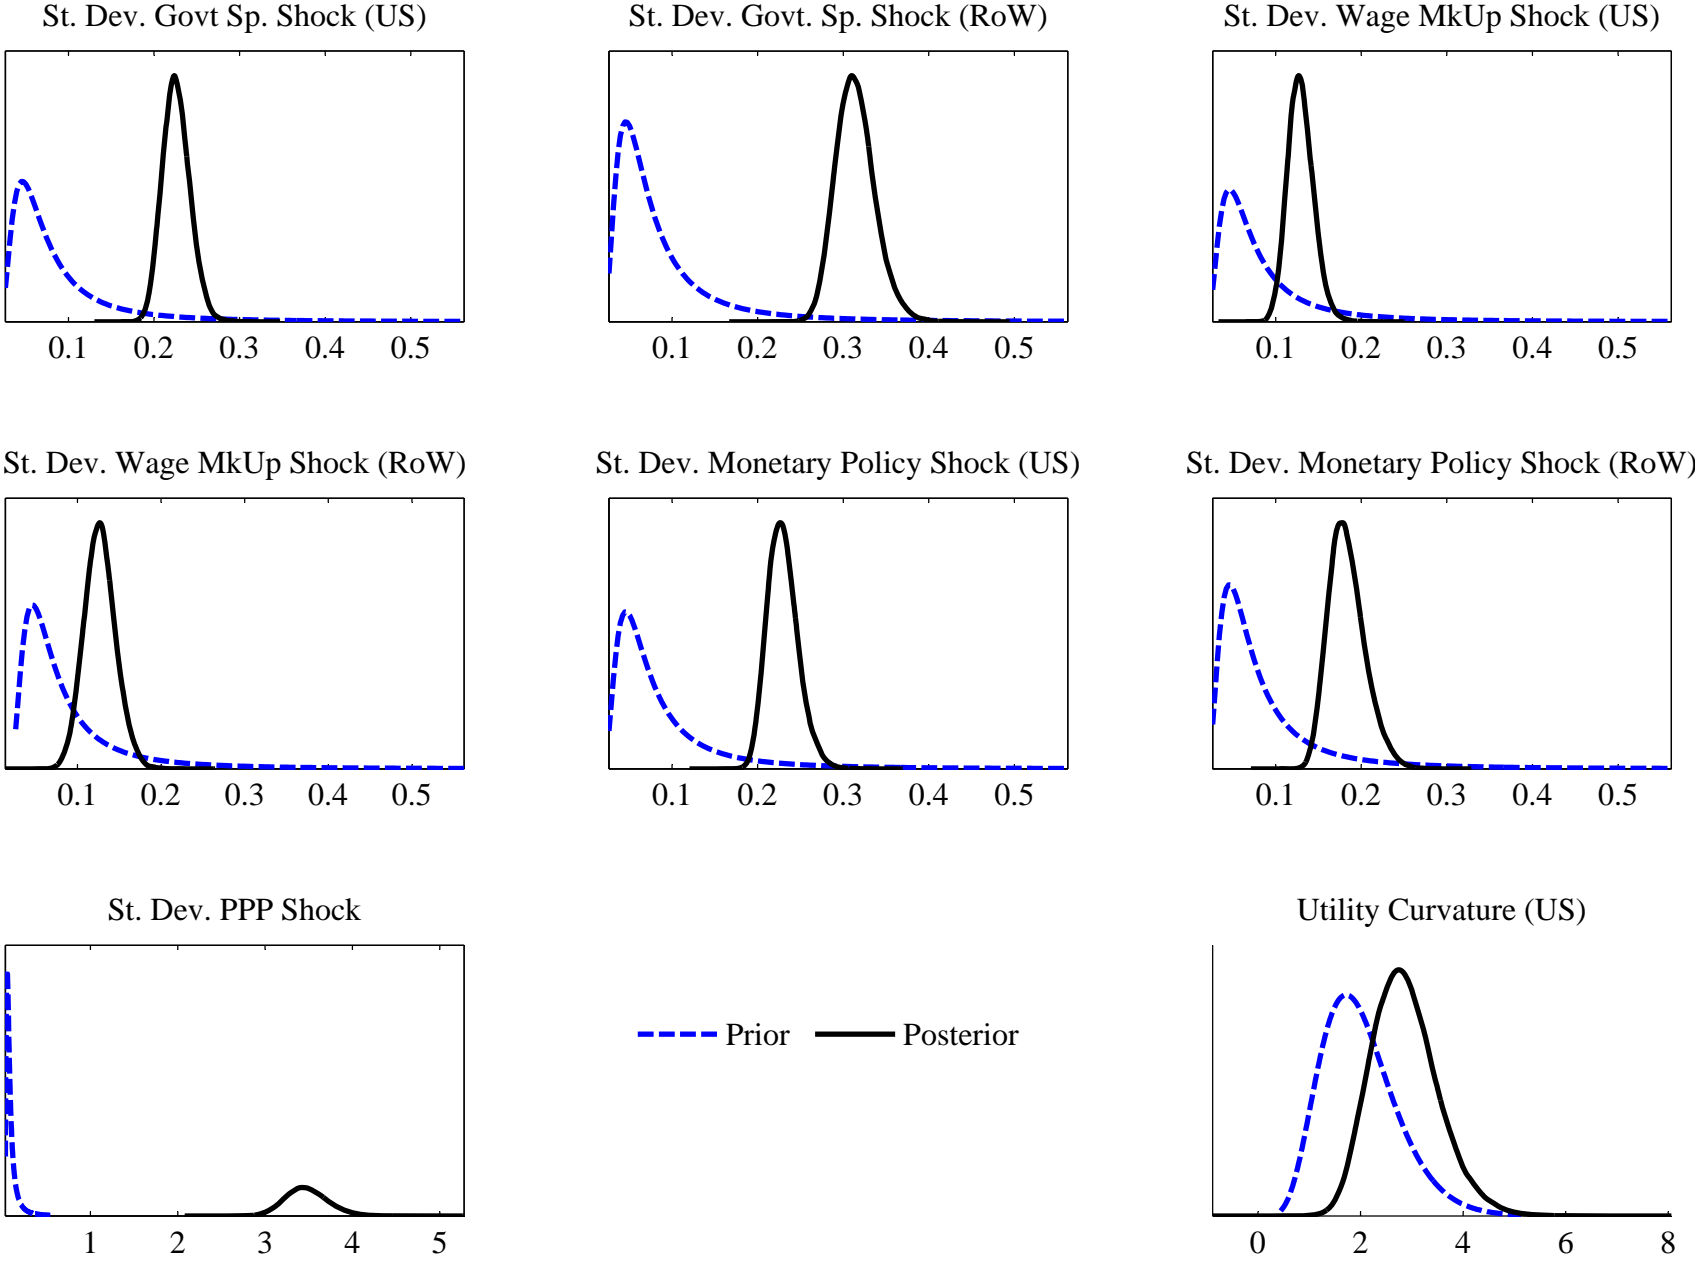 St. Dev. Govt Sp. Shock (US)
St. Dev. Govt. Sp. Shock (RoW)
St. Dev. Wage MkUp Shock (US)
0.1 0.2 0.3 0.4 0.5
0.1 0.2 0.3 0.4 0.5
0.1 0.2 0.3 0.4 0.5
St. Dev. Wage MkUp Shock (RoW)
St. Dev. Monetary Policy Shock (US)
St. Dev. Monetary Policy Shock (RoW)
0.1 0.2 0.3 0.4 0.5
0.1 0.2 0.3 0.4 0.5
0.1 0.2 0.3 0.4 0.5
St. Dev. PPP Shock
Utility Curvature (US)
Prior Posterior
1 2 3 4 5
0 2 4 6 8